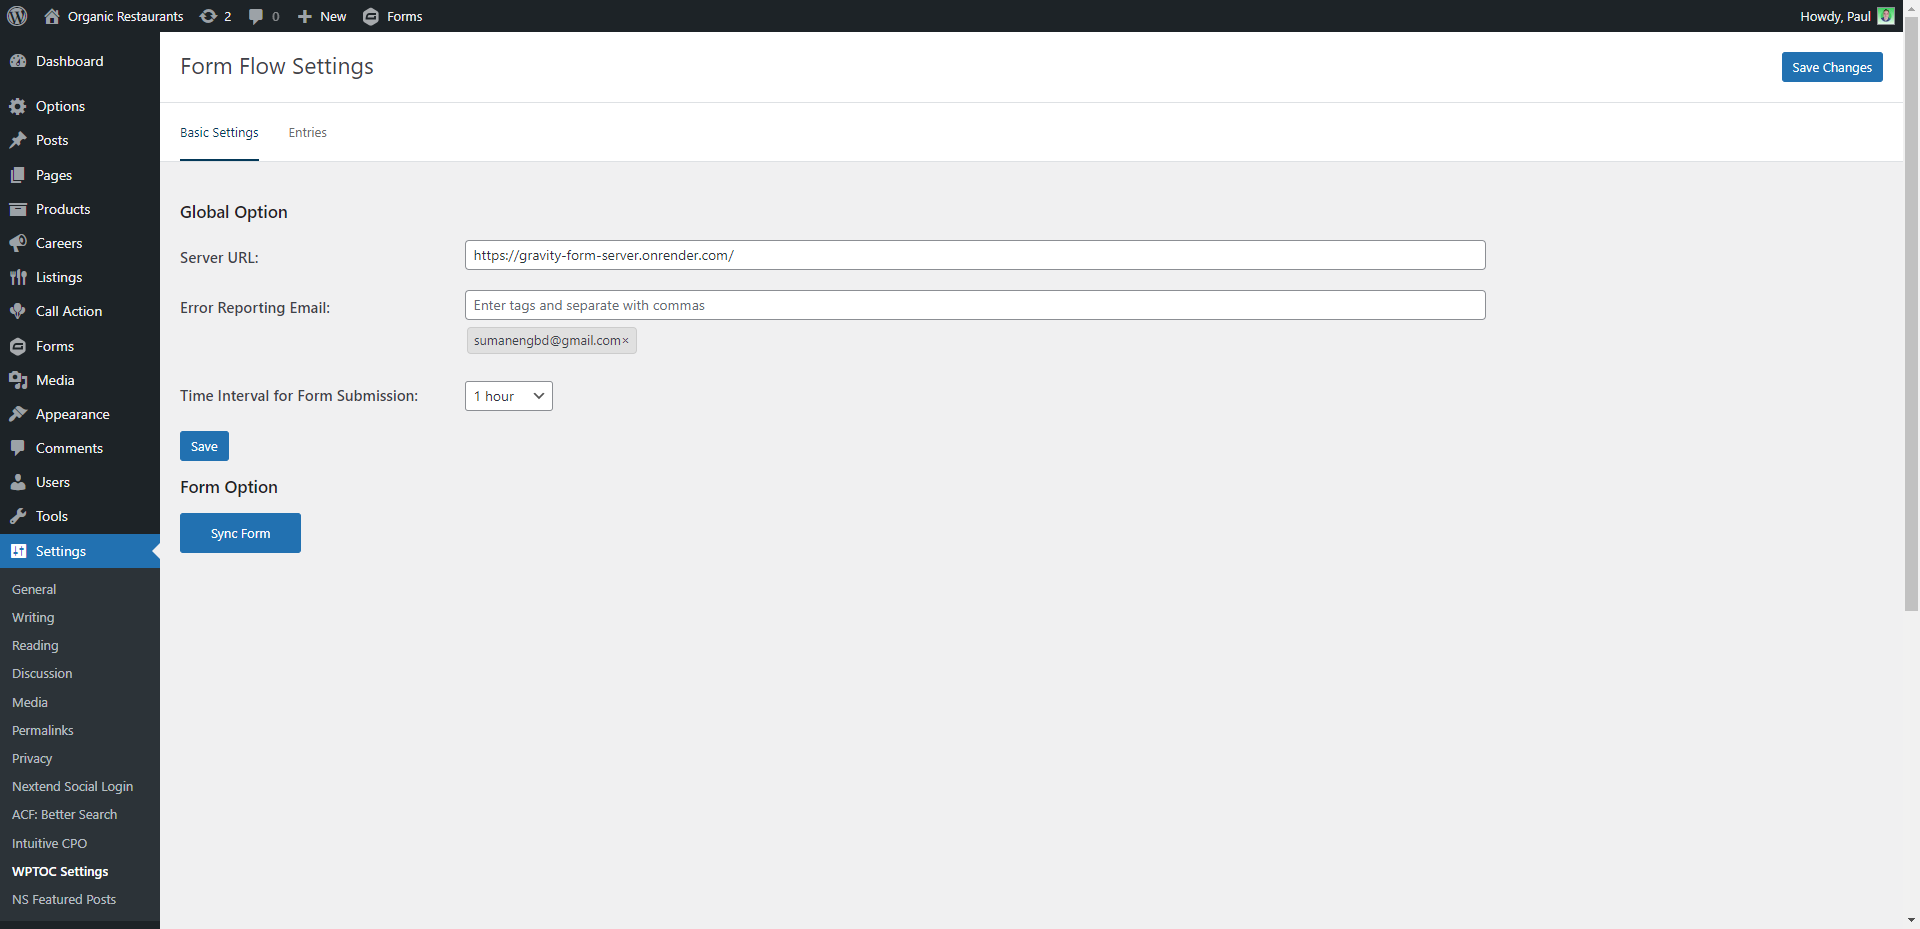 Organic Restaurants 2 0 New Forms Howdy, Paul
Dashboard
Options
Posts
Pages
Products
Careers
Listings
Call Action
Forms
Media
Appearance
Comments
Users
Tools
Settings
General
Writing
Reading
Discussion
Media
Permalinks
Privacy
Nextend Social Login
ACF: Better Search
Intuitive CPO
WPTOC Settings
NS Featured Posts
Form Flow Settings
Save Changes
Basic Settings Entries
Global Option
Server URL: https://gravity-form-server.onrender.com/
Error Reporting Email: Enter tags and separate with commas
sumanengbd@gmail.com×
Time Interval for Form Submission: 1 hour
Save
Form Option
Sync Form